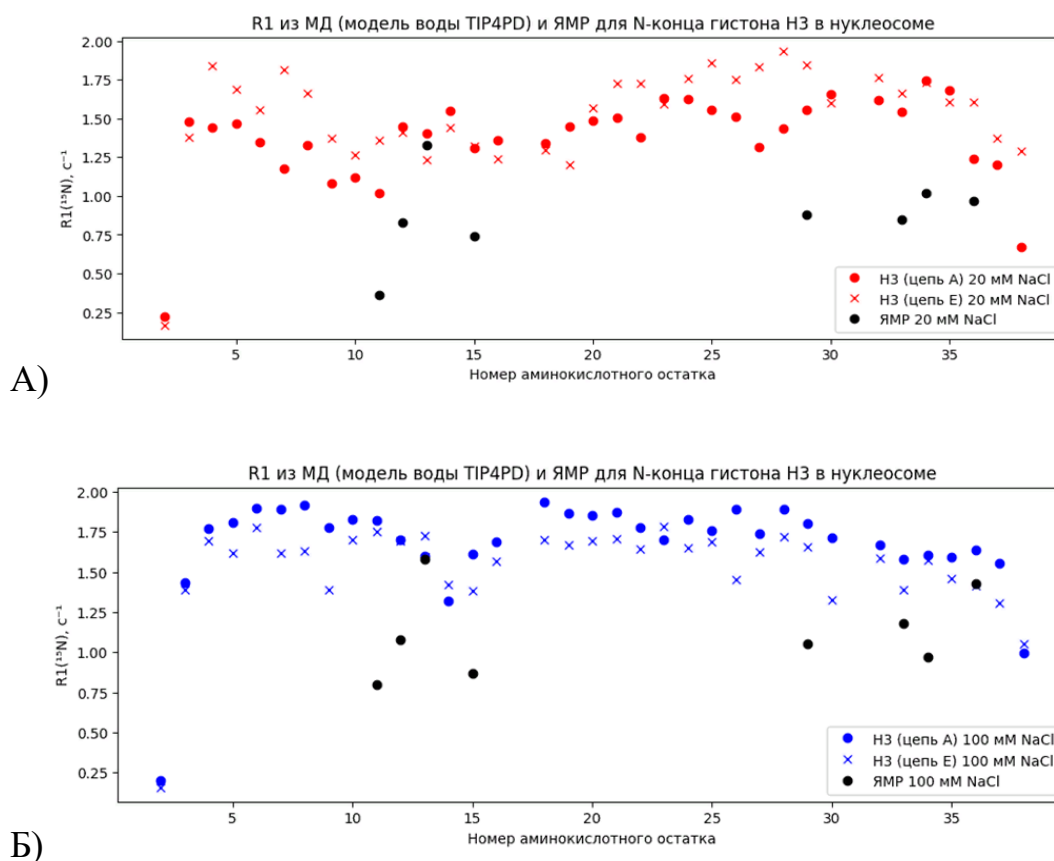 R1 из МД (модель воды TIP4PD) и ЯМР для N-конца гистона H3 в нуклеосоме
2.00
1.75
1.50
1.25
1.00
0.75
0.50
0.25
R1(¹⁵N), с⁻¹
H3 (цепь A) 20 мМ NaCl
H3 (цепь E) 20 мМ NaCl
ЯМР 20 мМ NaCl
5 10 15 20 25 30 35
Номер аминокислотного остатка
А)
R1 из МД (модель воды TIP4PD) и ЯМР для N-конца гистона H3 в нуклеосоме
2.00
1.75
1.50
1.25
1.00
0.75
0.50
0.25
R1(¹⁵N), с⁻¹
H3 (цепь A) 100 мМ NaCl
H3 (цепь E) 100 мМ NaCl
ЯМР 100 мМ NaCl
5 10 15 20 25 30 35
Номер аминокислотного остатка
Б)